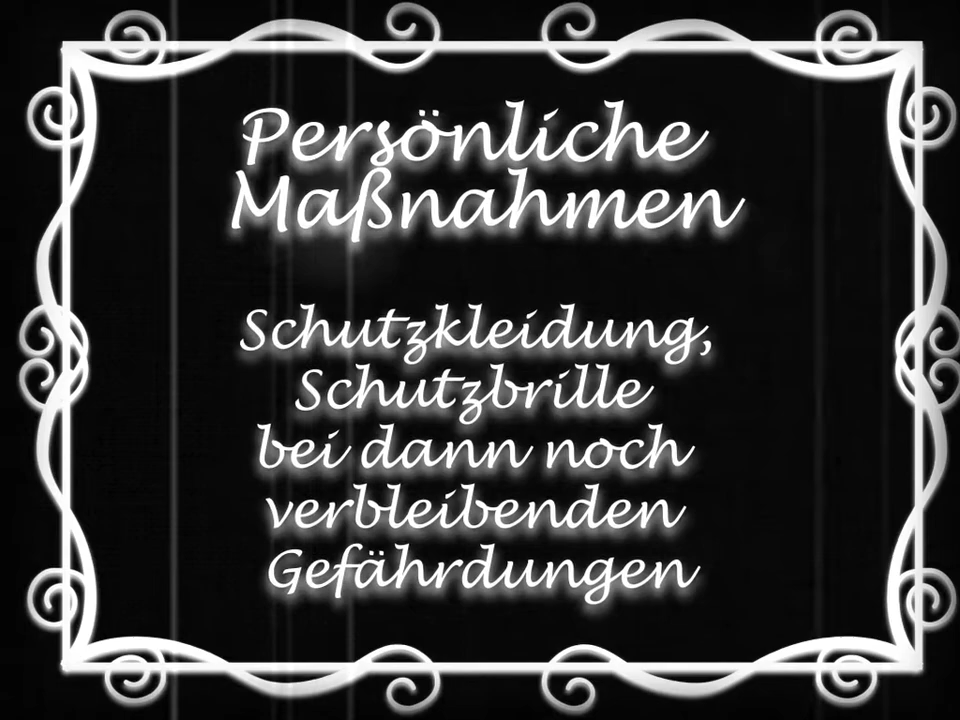 Persönliche
Maßnahmen
Schutzkleidung,
Schutzbrille
bei dann noch
verbleibenden
Gefährdungen